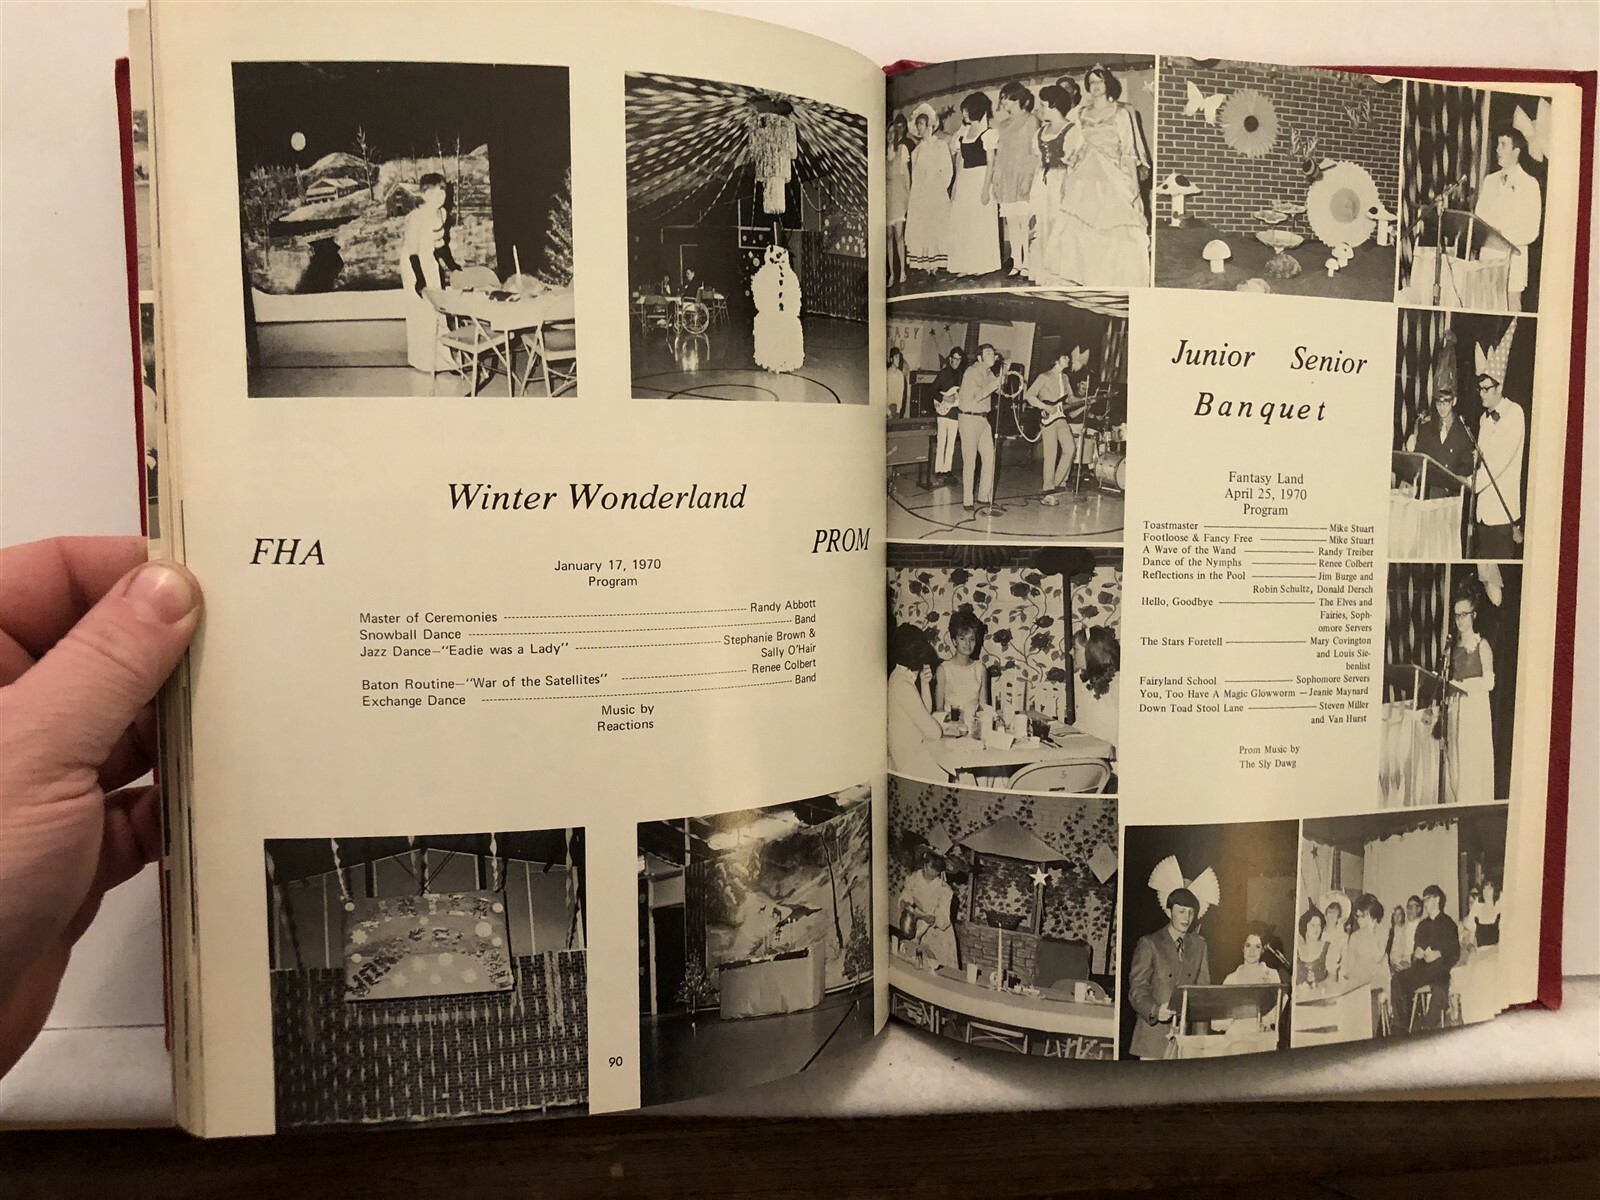 Winter Wonderland
FHA PROM
January 17, 1970
Program
Master of Ceremonies Randy Abbott
Snowball Dance Band
Jazz Dance—"Eadie was a Lady" Stephanie Brown &
Sally O'Hair
Baton Routine—"War of the Satellites" Renee Colbert
Exchange Dance Band
Music by
Reactions
90
Junior Senior
Banquet
Fantasy Land
April 25, 1970
Program
Toastmaster Mike Stuart
Footloose & Fancy Free Mike Stuart
A Wave of the Wand Randy Treiber
Dance of the Nymphs Renee Colbert
Reflections in the Pool Jim Burge and
Robin Schultz, Donald Dersch
Hello, Goodbye The Elves and
Fairies, Soph-
omore Servers
The Stars Foretell Mary Covington
and Louis Sie-
benlist
Fairyland School Sophomore Servers
You, Too Have A Magic Glowworm — Jeanie Maynard
Down Toad Stool Lane Steven Miller
and Van Hurst
Prom Music by
The Sly Dawg